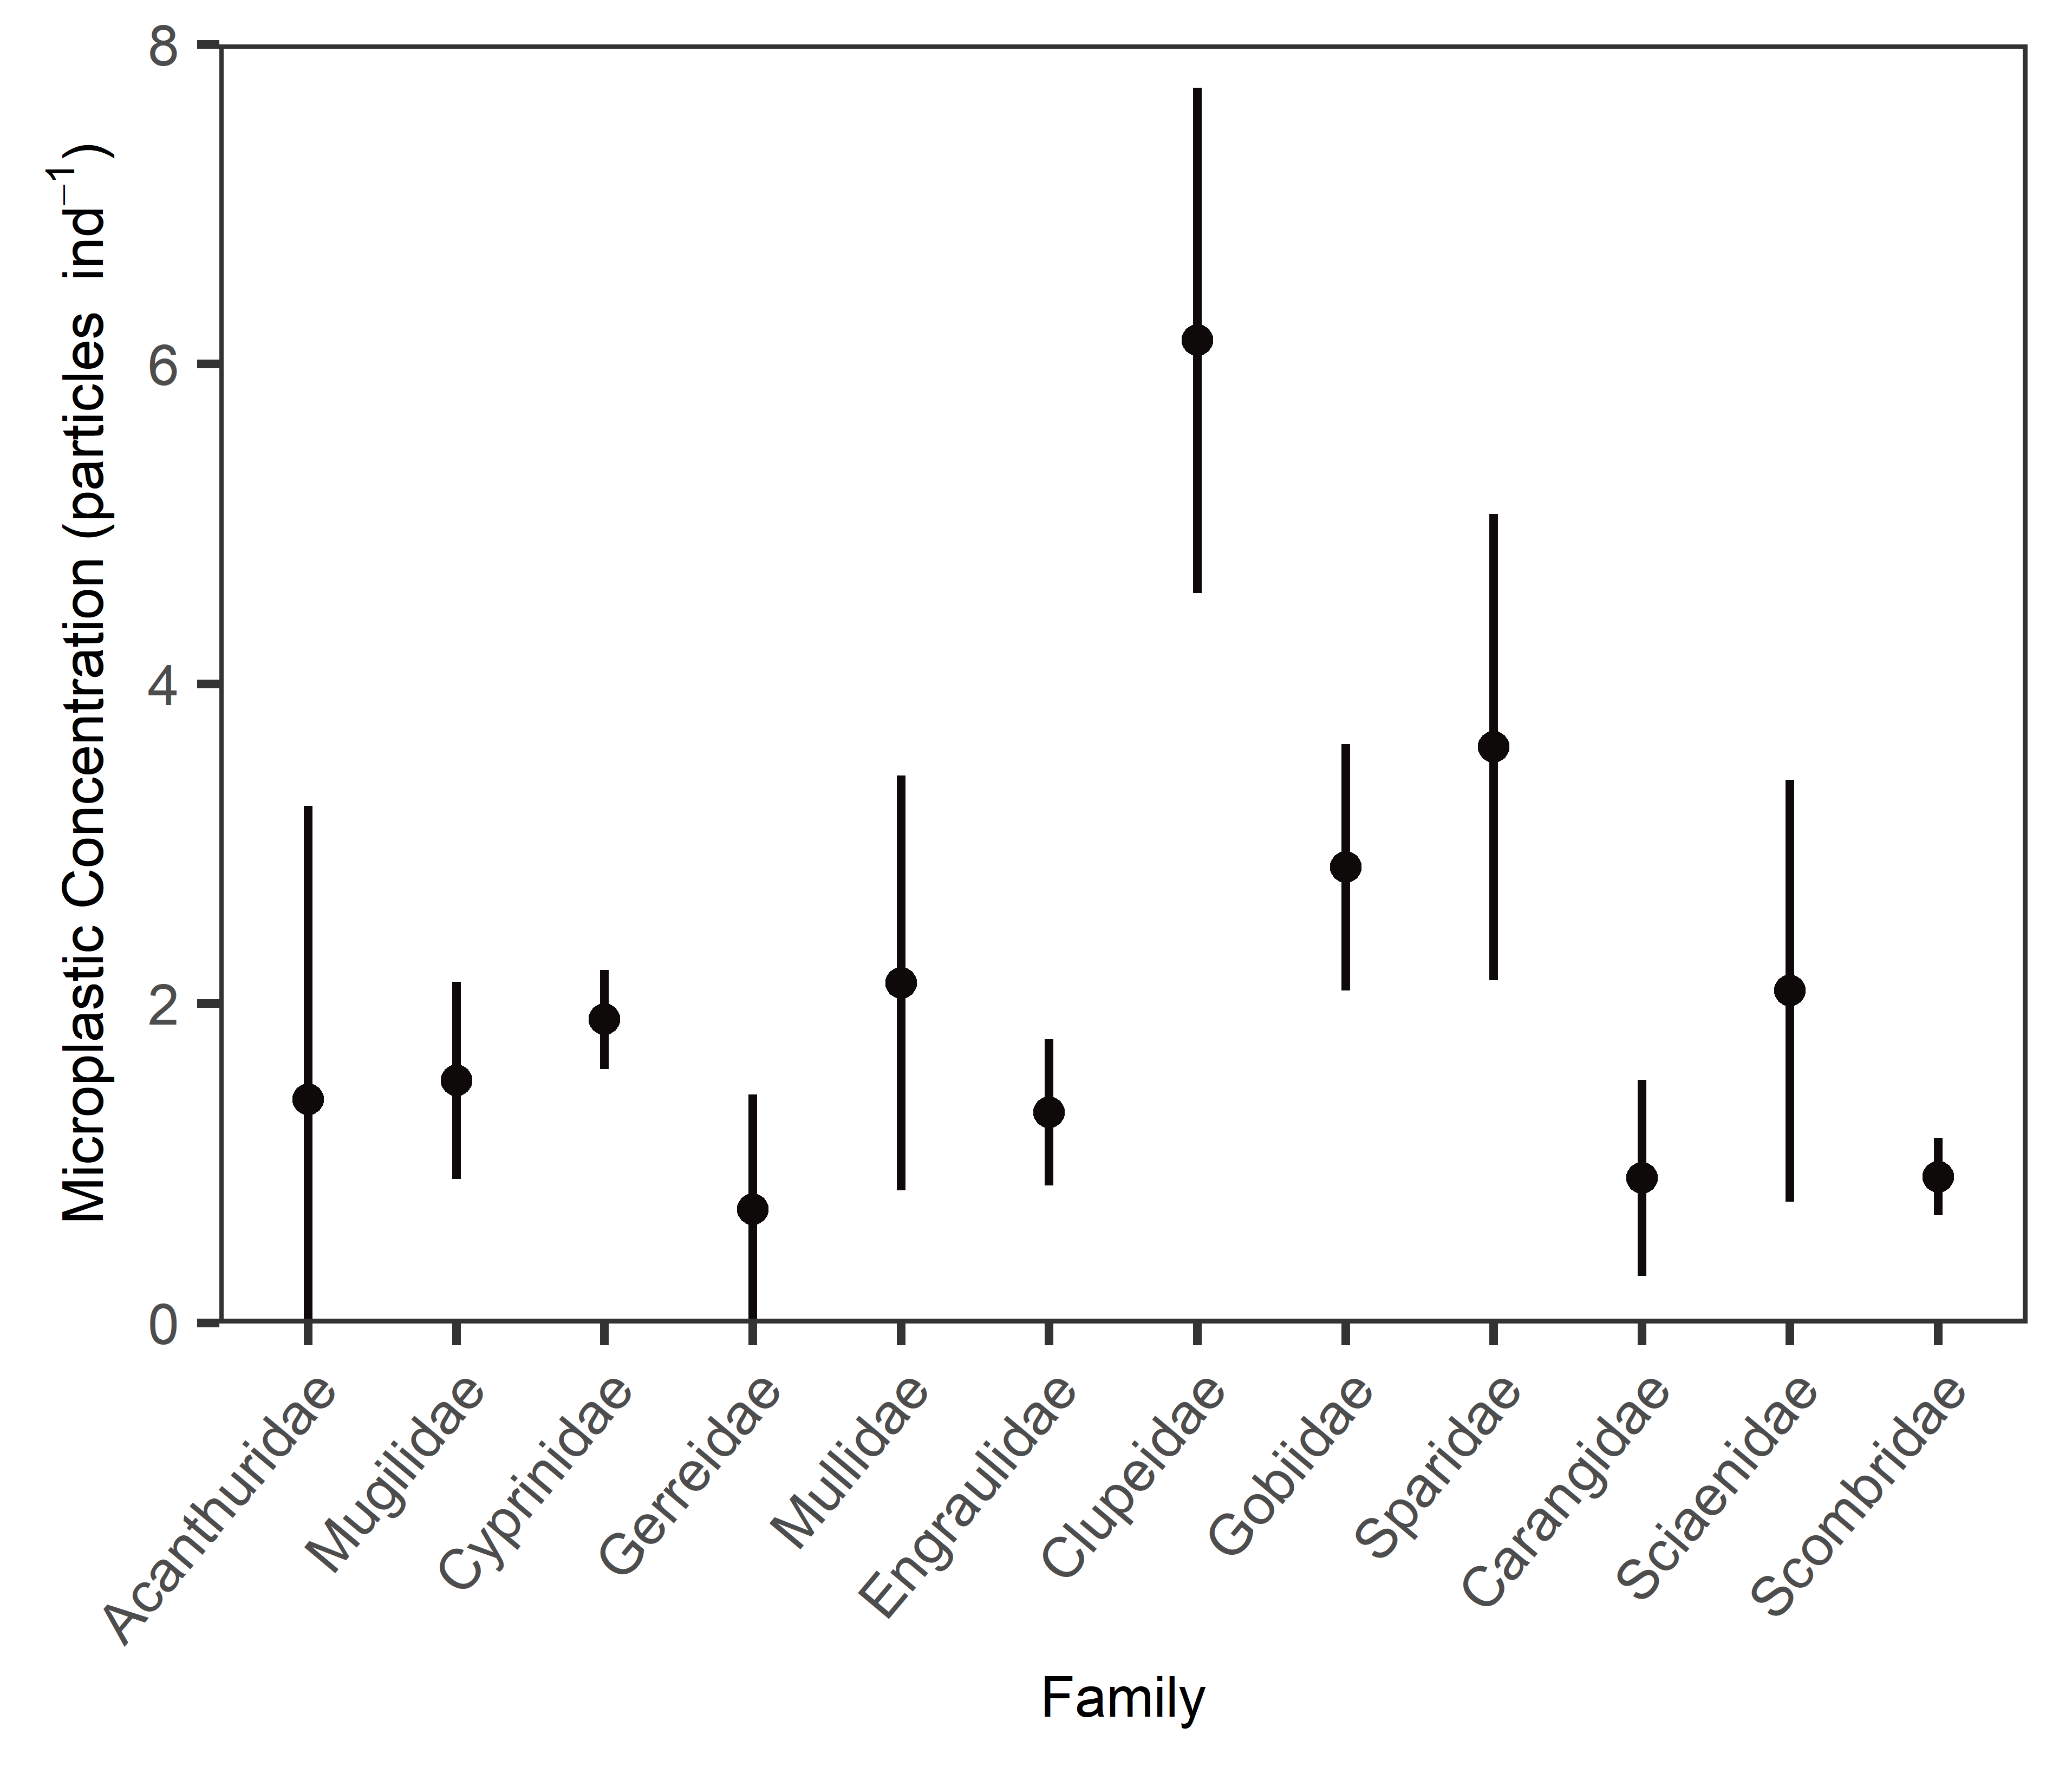 Microplastic Concentration (particles ind⁻¹)
8
6
4
2
0
Acanthuridae
Mugilidae
Cyprinidae
Gerreidae
Mullidae
Engraulidae
Clupeidae
Gobiidae
Sparidae
Carangidae
Sciaenidae
Scombridae
Family